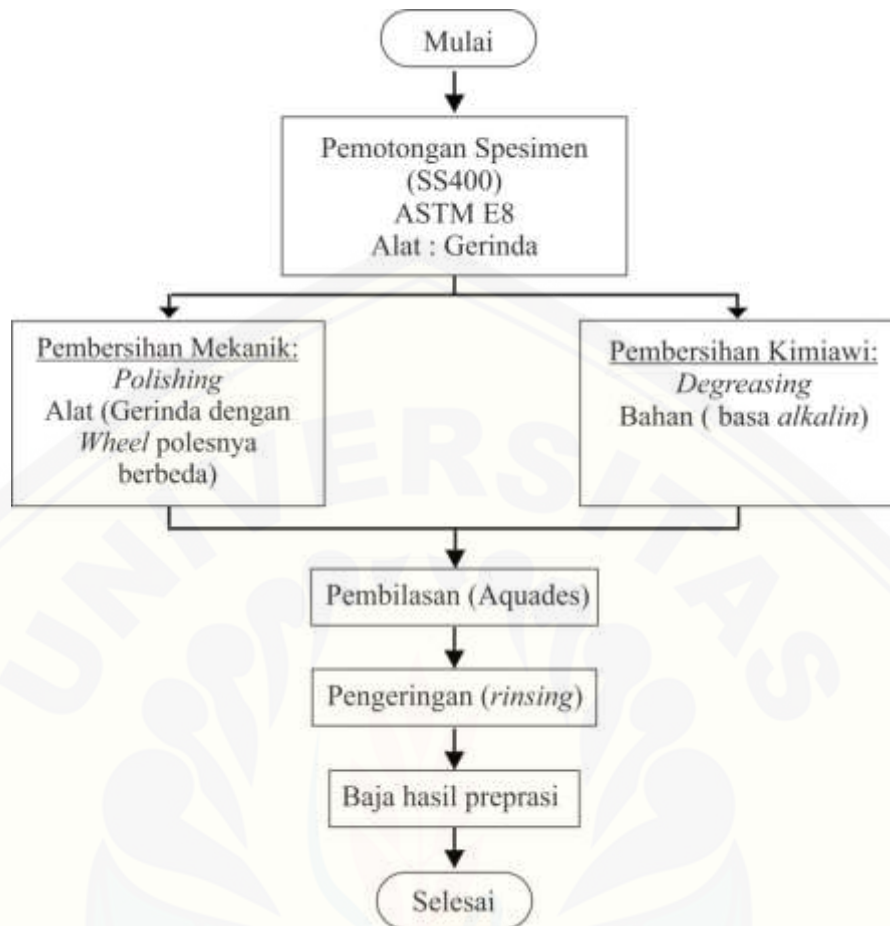 Mulai
Pemotongan Spesimen
(SS400)
ASTM E8
Alat : Gerinda
Pembersihan Mekanik:
Polishing
Alat (Gerinda dengan
Wheel polesnya
berbeda)
Pembersihan Kimiawi:
Degreasing
Bahan ( basa alkalin)
Pembilasan (Aquades)
Pengeringan (rinsing)
Baja hasil preprasi
Selesai
UNIVERSITAS